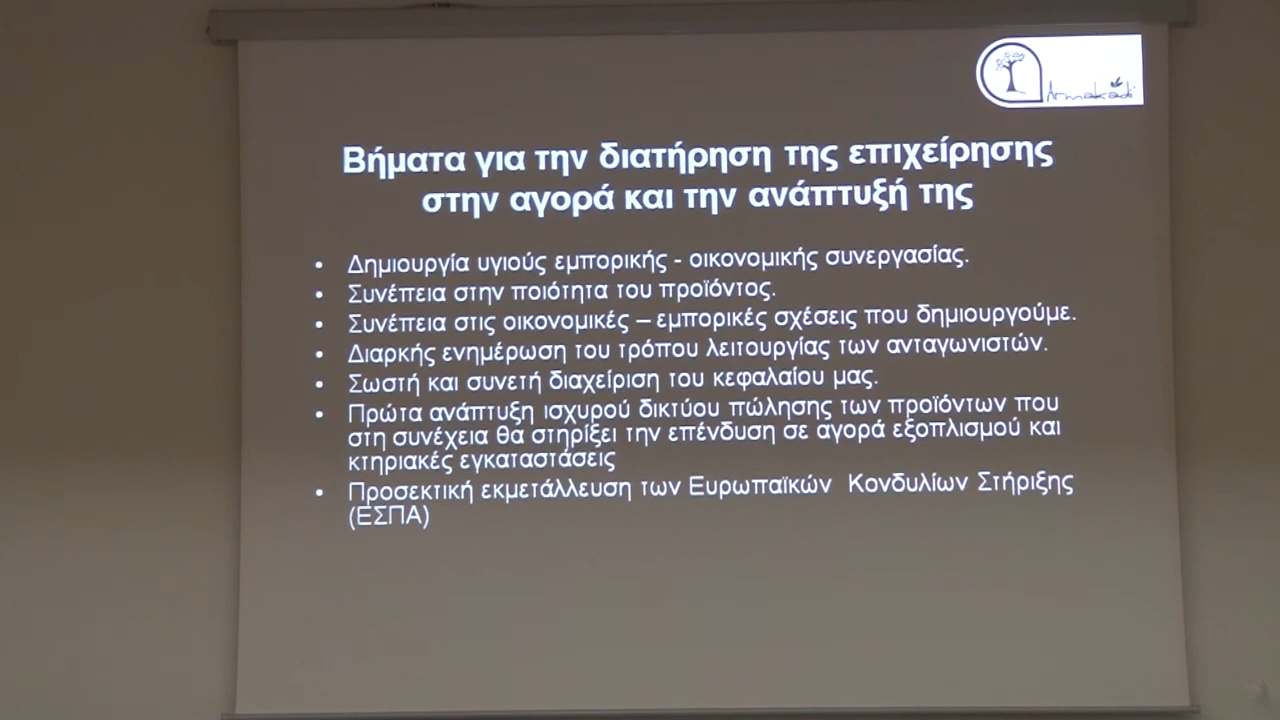 Armakadi
Βήματα για την διατήρηση της επιχείρησης
στην αγορά και την ανάπτυξή της
• Δημιουργία υγιούς εμπορικής - οικονομικής συνεργασίας.
• Συνέπεια στην ποιότητα του προϊόντος.
• Συνέπεια στις οικονομικές – εμπορικές σχέσεις που δημιουργούμε.
• Διαρκής ενημέρωση του τρόπου λειτουργίας των ανταγωνιστών.
• Σωστή και συνετή διαχείριση του κεφαλαίου μας.
• Πρώτα ανάπτυξη ισχυρού δικτύου πώλησης των προϊόντων που
στη συνέχεια θα στηρίξει την επένδυση σε αγορά εξοπλισμού και
κτηριακές εγκαταστάσεις
• Προσεκτική εκμετάλλευση των Ευρωπαϊκών Κονδυλίων Στήριξης
(ΕΣΠΑ)